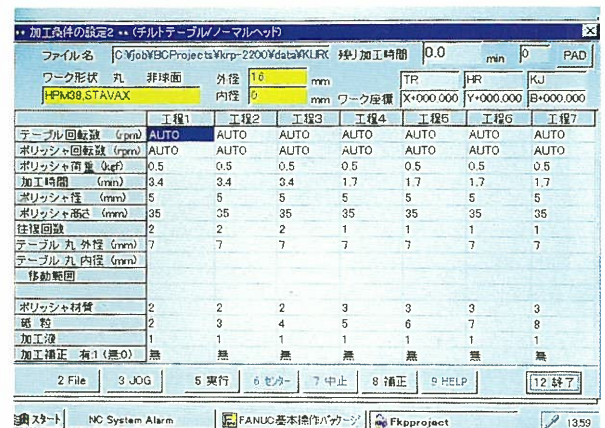 加工条件の設定2 ** (チルトテーブル/ノーマルヘッド)
ファイル名 C:¥job¥BCProjects¥krp-2200¥data¥KURO 残り加工時間 0.0 min 0 PAD
ワーク形状 丸 非球面 外径 16 mm TR HR KJ
HPM38,STAVAX 内径 0 mm ワーク座標 X+000.000 Y+000.000 B+000.000
工程1 工程2 工程3 工程4 工程5 工程6 工程7
テーブル回転数 (rpm) AUTO AUTO AUTO AUTO AUTO AUTO AUTO
ポリッシャ回転数 (rpm) AUTO AUTO AUTO AUTO AUTO AUTO AUTO
ポリッシャ荷重 (kgf) 0.5 0.5 0.5 0.5 0.5 0.5 0.5
加工時間 (min) 3.4 3.4 3.4 1.7 1.7 1.7 1.7
ポリッシャ径 (mm) 5 5 5 5 5 5 5
ポリッシャ高さ (mm) 35 35 35 35 35 35 35
往復回数 2 2 2 1 1 1 1
テーブル 丸 外径 (mm) 7 7 7 7 7 7 7
テーブル 丸 内径 (mm)
移動範囲
ポリッシャ材質 2 2 2 3 3 3 3
砥 粒 2 3 4 5 6 7 8
加工液 1 1 1 1 1 1 1
加工補正 有:1 (無:0) 無 無 無 無 無 無 無
2 File 3 JOG 5 実行 6 センター 7 中止 8 補正 9 HELP 12 終了
スタート NC System Alarm FANUC基本操作パッケージ Fkpproject 13:59